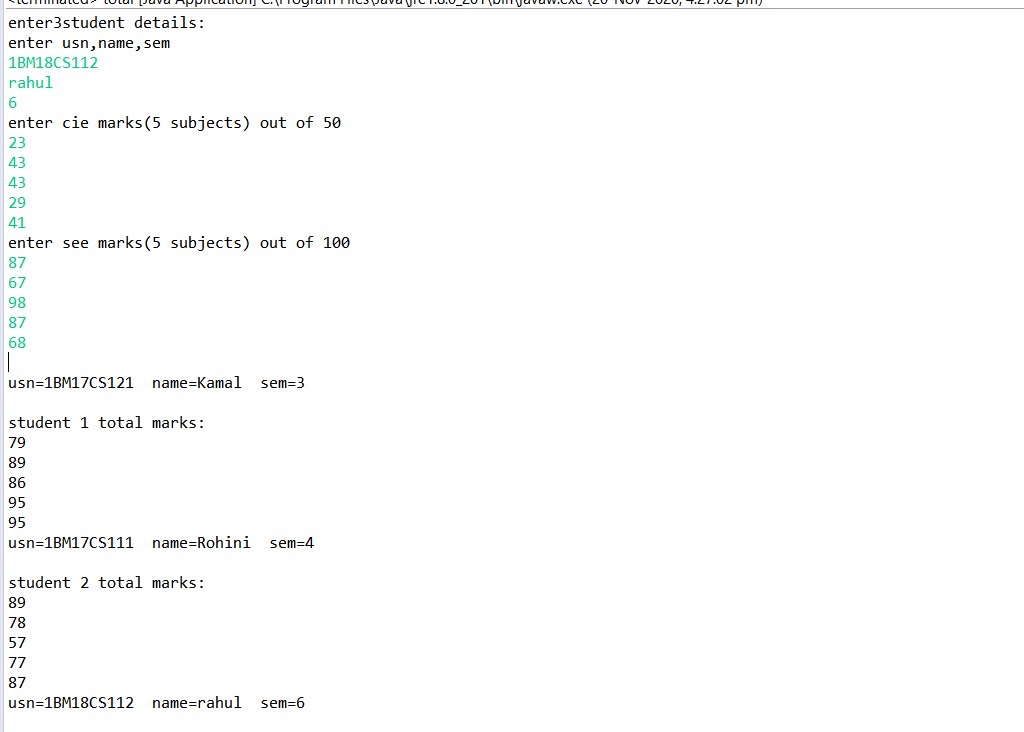 <terminated> total [Java Application] C:\Program Files\Java\jre1.8.0_201\bin\javaw.exe (20-Nov-2020, 4:27:02 pm)
enter3student details:
enter usn,name,sem
1BM18CS112
rahul
6
enter cie marks(5 subjects) out of 50
23
43
43
29
41
enter see marks(5 subjects) out of 100
87
67
98
87
68
usn=1BM17CS121  name=Kamal  sem=3
student 1 total marks:
79
89
86
95
95
usn=1BM17CS111  name=Rohini  sem=4
student 2 total marks:
89
78
57
77
87
usn=1BM18CS112  name=rahul  sem=6